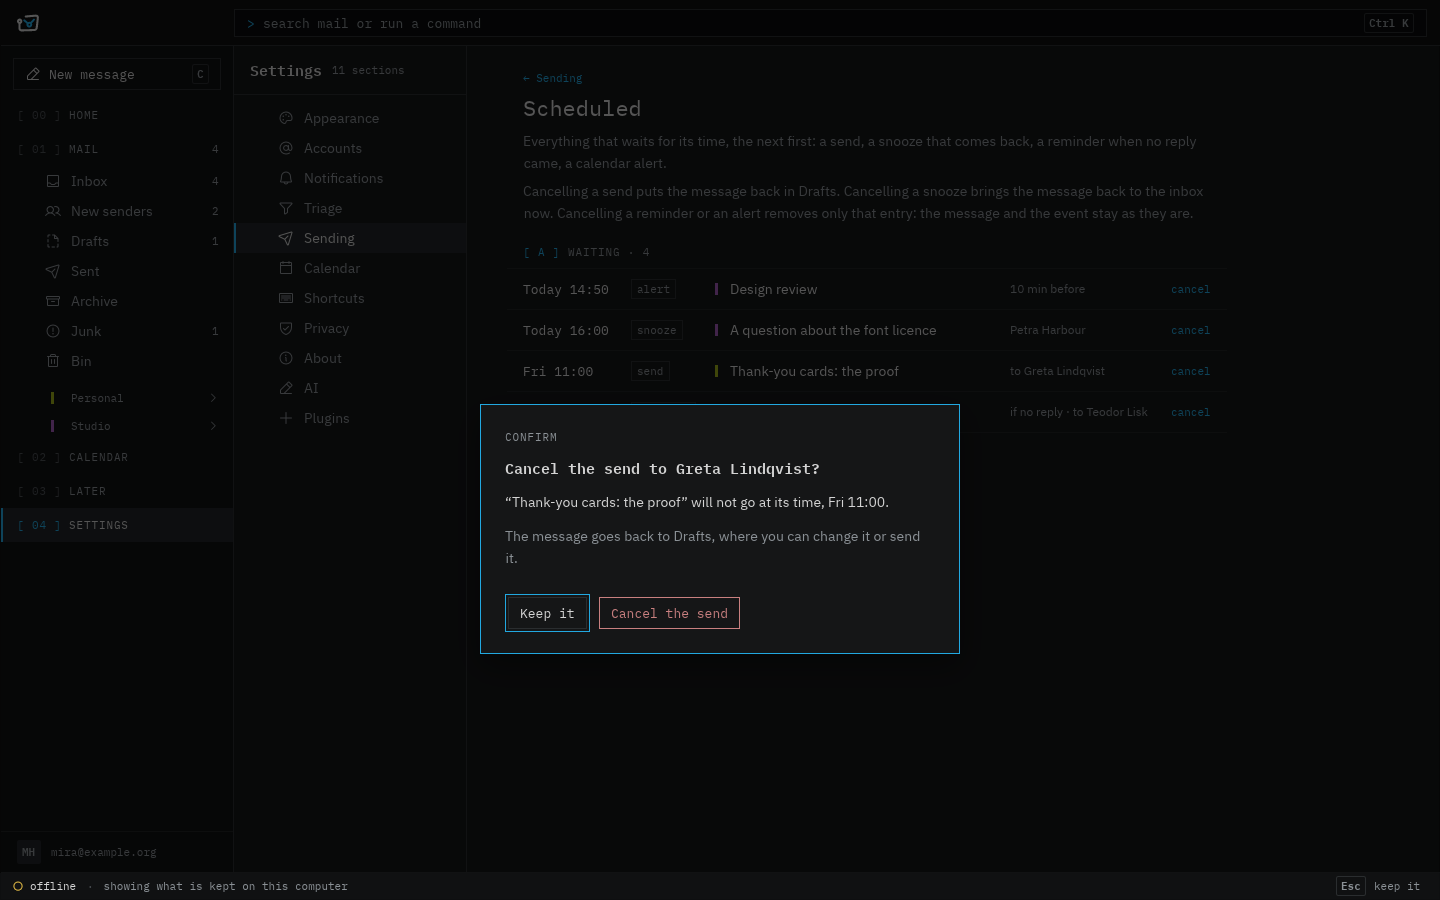 > search mail or run a command
Ctrl K
New message
C
[ 00 ] HOME
[ 01 ] MAIL 4
Inbox 4
New senders 2
Drafts 1
Sent
Archive
Junk 1
Bin
Personal
Studio
[ 02 ] CALENDAR
[ 03 ] LATER
[ 04 ] SETTINGS
MH mira@example.org
Settings 11 sections
Appearance
Accounts
Notifications
Triage
Sending
Calendar
Shortcuts
Privacy
About
AI
Plugins
← Sending
Scheduled
Everything that waits for its time, the next first: a send, a snooze that comes back, a reminder when no reply
came, a calendar alert.
Cancelling a send puts the message back in Drafts. Cancelling a snooze brings the message back to the inbox
now. Cancelling a reminder or an alert removes only that entry: the message and the event stay as they are.
[ A ] WAITING · 4
Today 14:50 alert Design review 10 min before cancel
Today 16:00 snooze A question about the font licence Petra Harbour cancel
Fri 11:00 send Thank-you cards: the proof to Greta Lindqvist cancel
if no reply · to Teodor Lisk cancel
CONFIRM
Cancel the send to Greta Lindqvist?
“Thank-you cards: the proof” will not go at its time, Fri 11:00.
The message goes back to Drafts, where you can change it or send
it.
Keep it
Cancel the send
offline · showing what is kept on this computer
Esc keep it